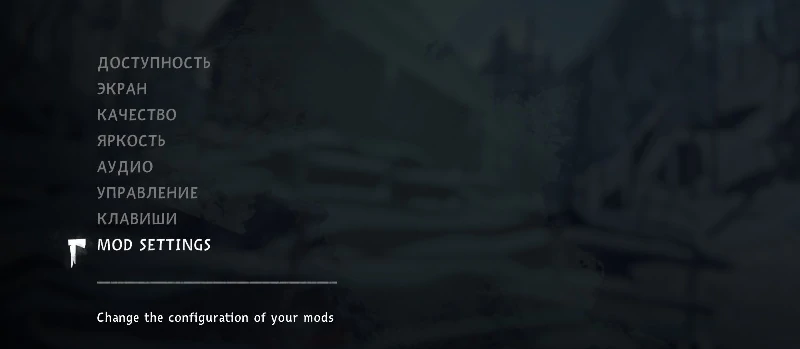 ДОСТУПНОСТЬ
ЭКРАН
КАЧЕСТВО
ЯРКОСТЬ
АУДИО
УПРАВЛЕНИЕ
КЛАВИШИ
MOD SETTINGS
Change the configuration of your mods